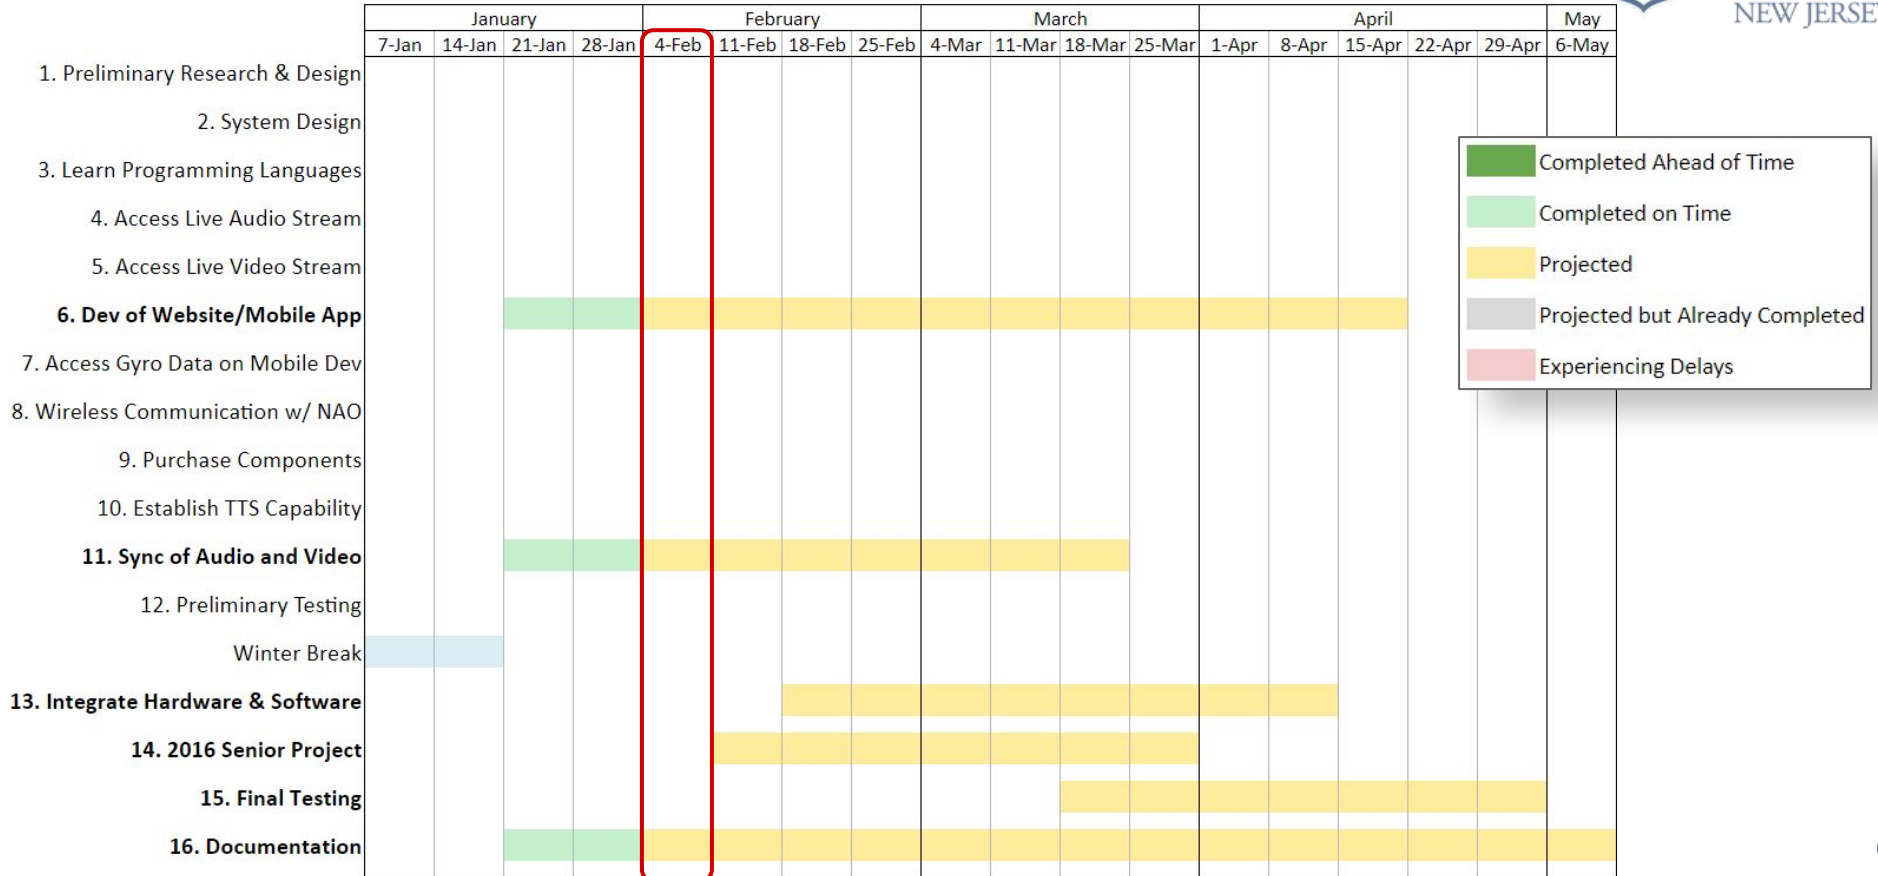 NEW JERSE
January February March April May
7-Jan 14-Jan 21-Jan 28-Jan 4-Feb 11-Feb 18-Feb 25-Feb 4-Mar 11-Mar 18-Mar 25-Mar 1-Apr 8-Apr 15-Apr 22-Apr 29-Apr 6-May
1. Preliminary Research & Design
2. System Design
3. Learn Programming Languages
4. Access Live Audio Stream
5. Access Live Video Stream
6. Dev of Website/Mobile App
7. Access Gyro Data on Mobile Dev
8. Wireless Communication w/ NAO
9. Purchase Components
10. Establish TTS Capability
11. Sync of Audio and Video
12. Preliminary Testing
Winter Break
13. Integrate Hardware & Software
14. 2016 Senior Project
15. Final Testing
16. Documentation
Completed Ahead of Time
Completed on Time
Projected
Projected but Already Completed
Experiencing Delays